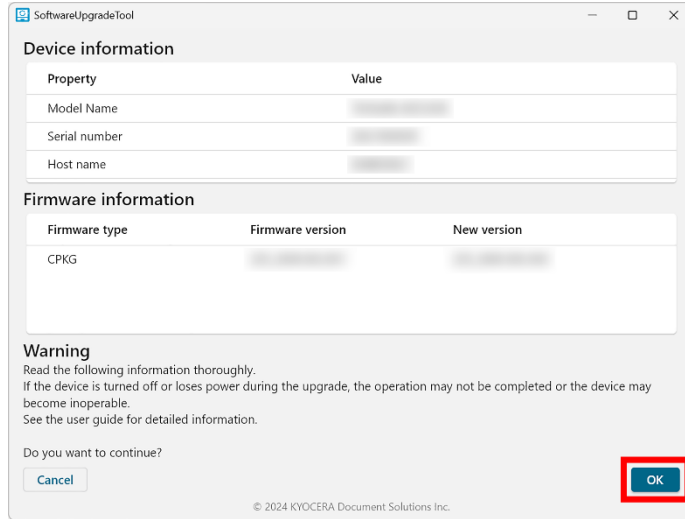 SoftwareUpgradeTool
Device information
Property Value
Model Name
Serial number
Host name
Firmware information
Firmware type Firmware version New version
CPKG
Warning
Read the following information thoroughly.
If the device is turned off or loses power during the upgrade, the operation may not be completed or the device may
become inoperable.
See the user guide for detailed information.
Do you want to continue?
Cancel OK
© 2024 KYOCERA Document Solutions Inc.